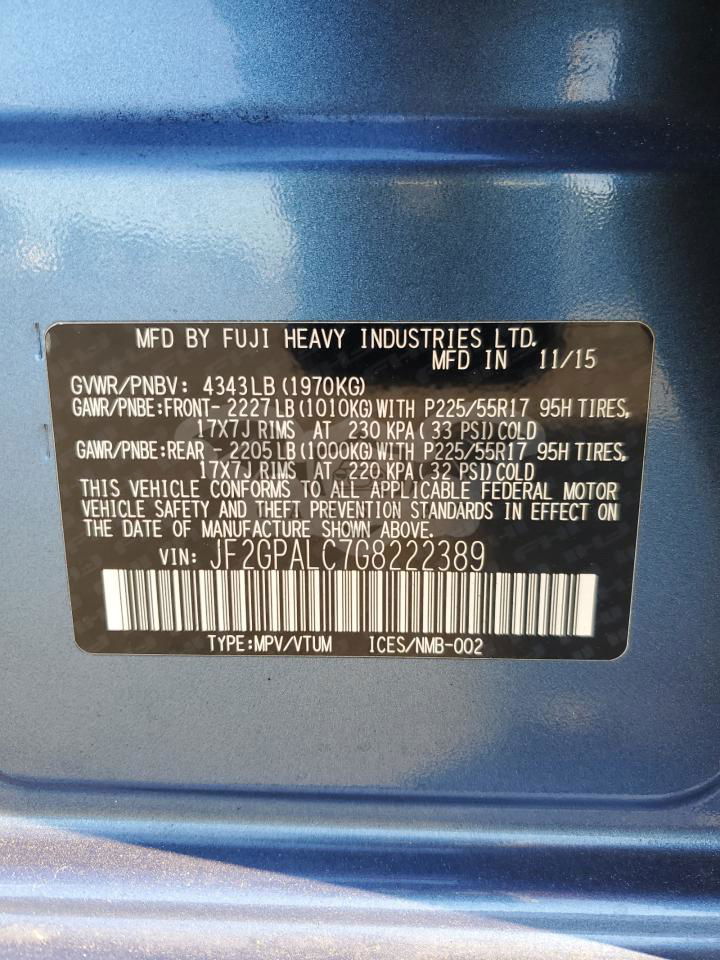 MFD BY FUJI HEAVY INDUSTRIES LTD.
MFD IN 11/15
GVWR/PNBV: 4343LB(1970KG)
GAWR/PNBE:FRONT- 2227LB(1010KG)WITH P225/55R17 95H TIRES,
17X7J RIMS AT 230 KPA( 33 PSI)COLD
GAWR/PNBE:REAR - 2205LB(1000KG)WITH P225/55R17 95H TIRES,
17X7J RIMS AT 220 KPA( 32 PSI)COLD
THIS VEHICLE CONFORMS TO ALL APPLICABLE FEDERAL MOTOR
VEHICLE SAFETY AND THEFT PREVENTION STANDARDS IN EFFECT ON
THE DATE OF MANUFACTURE SHOWN ABOVE.
VIN: JF2GPALC7G8222389
TYPE:MPV/VTUM ICES/NMB-002